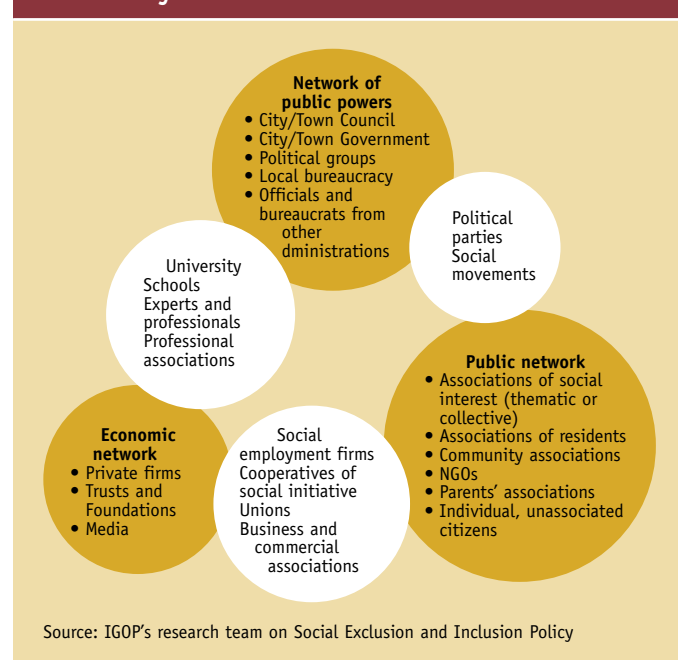 Network of
public powers
• City/Town Council
• City/Town Government
• Political groups
• Local bureaucracy
• Officials and
bureaucrats from
other
dministrations
Political
parties
Social
movements
University
Schools
Experts and
professionals
Professional
associations
Public network
• Associations of social
interest (thematic or
collective)
• Associations of residents
• Community associations
• NGOs
• Parents' associations
• Individual, unassociated
citizens
Economic
network
• Private firms
• Trusts and
Foundations
• Media
Social
employment firms
Cooperatives of
social initiative
Unions
Business and
commercial
associations
Source: IGOP's research team on Social Exclusion and Inclusion Policy